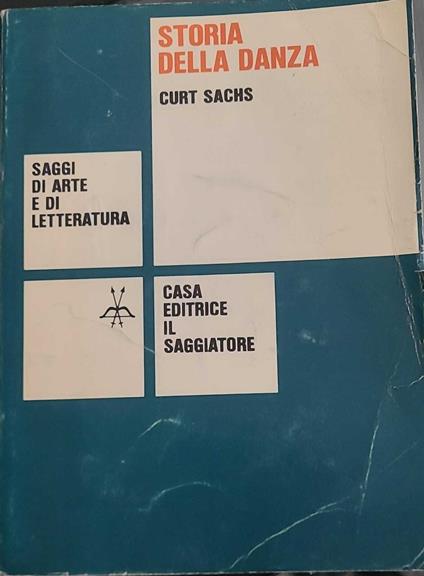 STORIA
DELLA DANZA
CURT SACHS
SAGGI
DI ARTE
E DI
LETTERATURA
CASA
EDITRICE
IL
SAGGIATORE